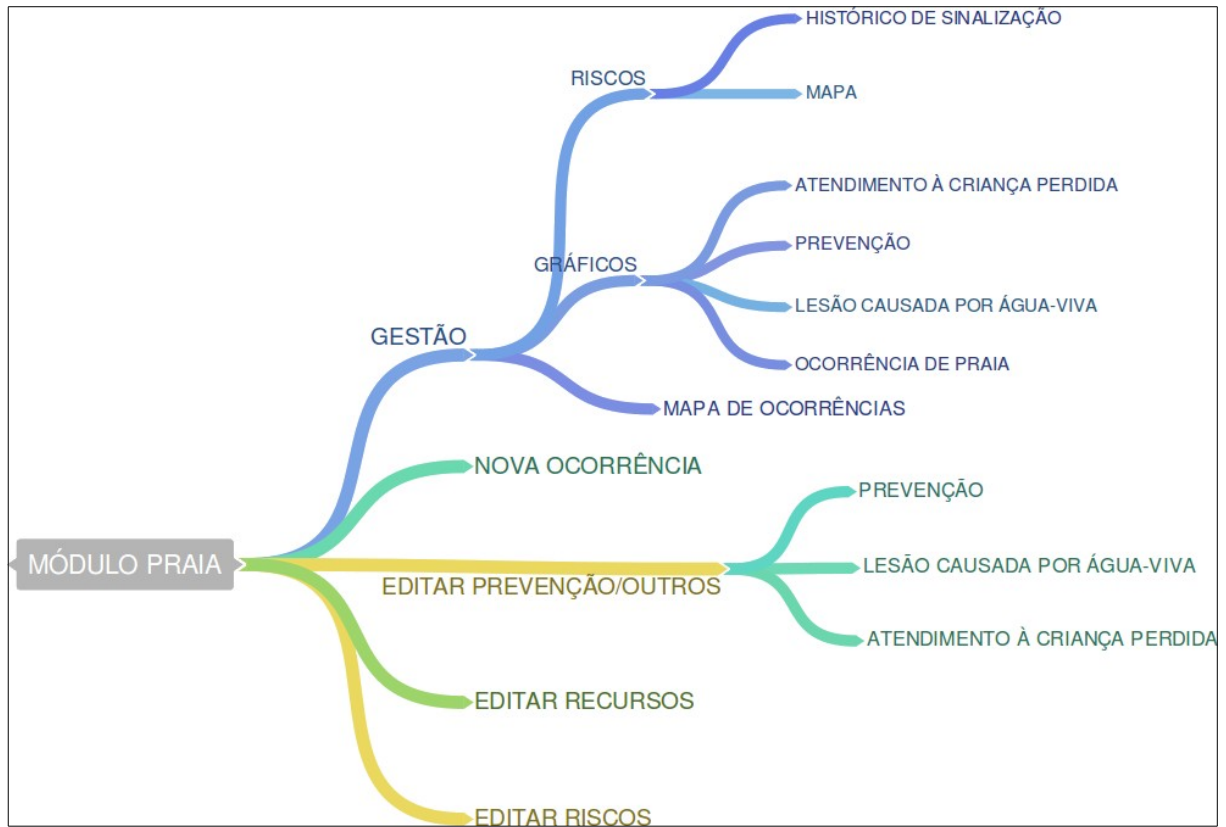 HISTÓRICO DE SINALIZAÇÃO
RISCOS
MAPA
ATENDIMENTO À CRIANÇA PERDIDA
PREVENÇÃO
GRÁFICOS
LESÃO CAUSADA POR ÁGUA-VIVA
GESTÃO
OCORRÊNCIA DE PRAIA
MAPA DE OCORRÊNCIAS
NOVA OCORRÊNCIA
PREVENÇÃO
MÓDULO PRAIA
LESÃO CAUSADA POR ÁGUA-VIVA
EDITAR PREVENÇÃO/OUTROS
ATENDIMENTO À CRIANÇA PERDIDA
EDITAR RECURSOS
EDITAR RISCOS